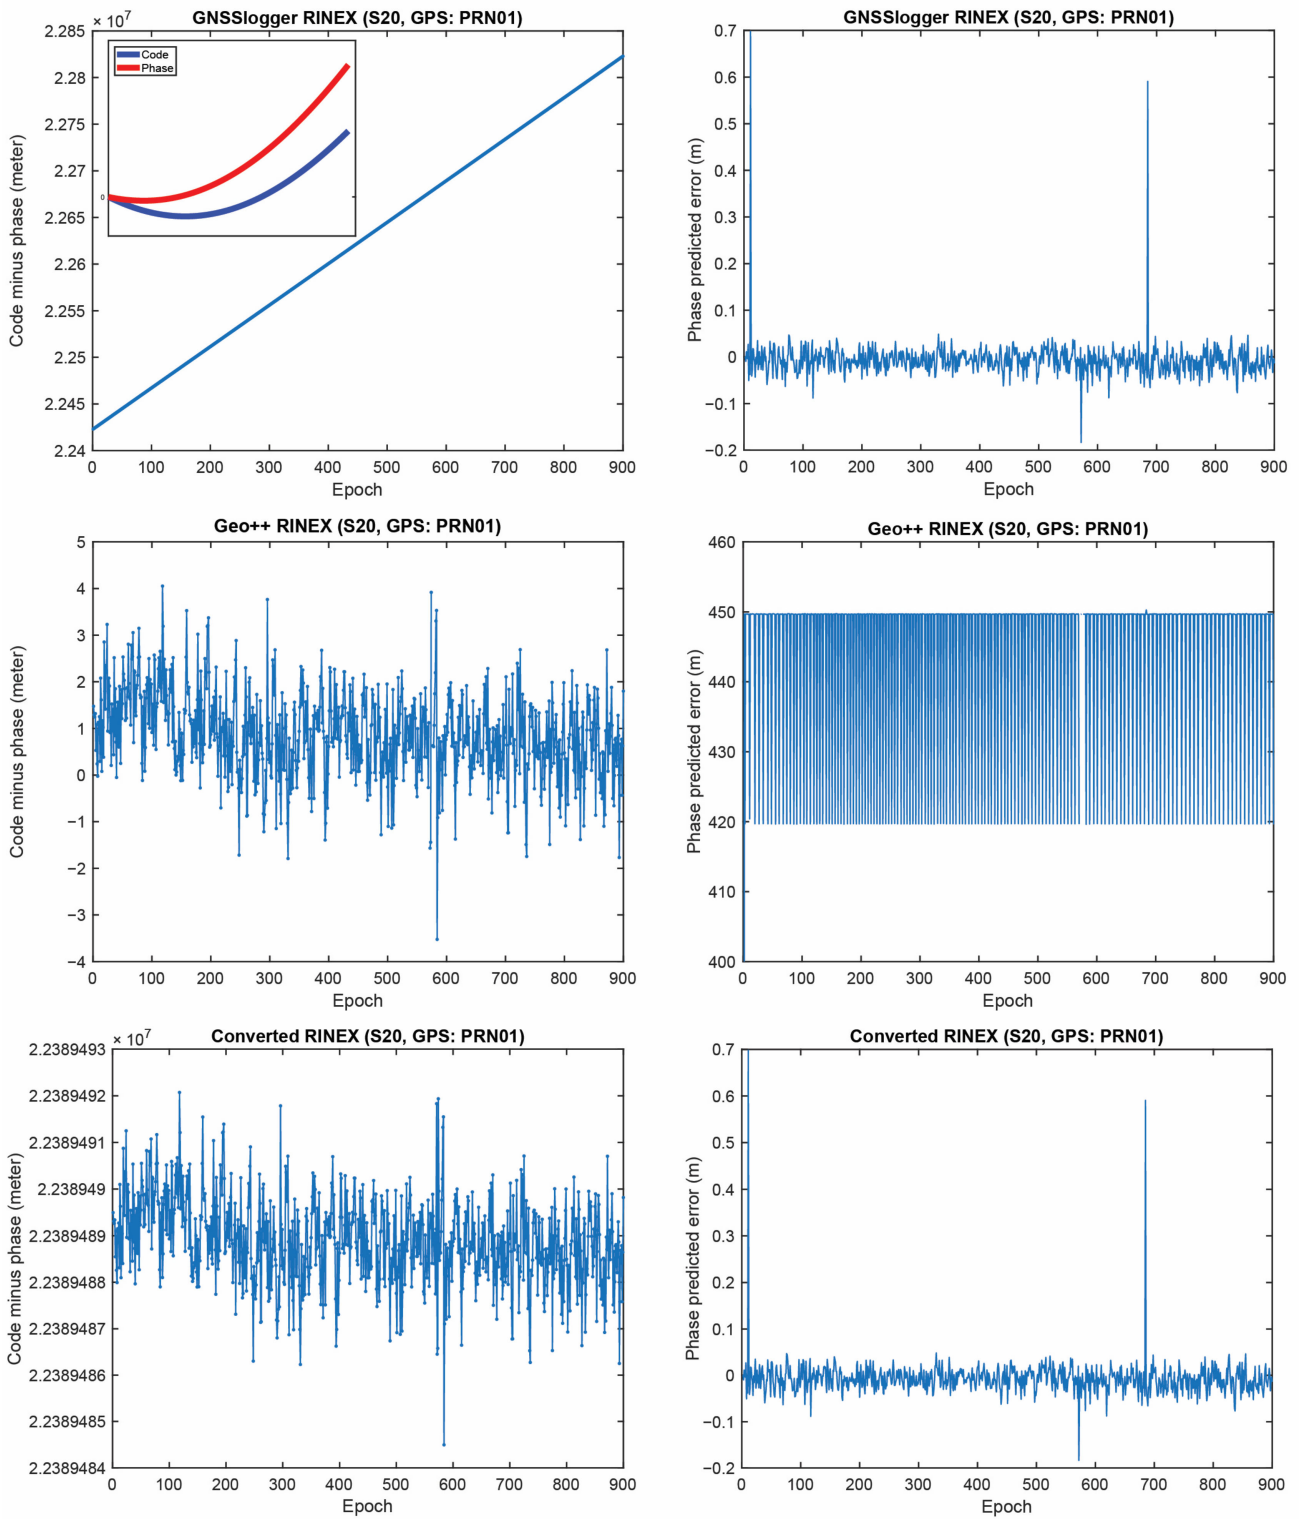 GNSSlogger RINEX (S20, GPS: PRN01)
× 10⁷
2.285
2.28
2.275
2.27
2.265
2.26
2.255
2.25
2.245
2.24
Code minus phase (meter)
Code
Phase
0
0 100 200 300 400 500 600 700 800 900
Epoch
GNSSlogger RINEX (S20, GPS: PRN01)
0.7
0.6
0.5
0.4
0.3
0.2
0.1
0
−0.1
−0.2
Phase predicted error (m)
0 100 200 300 400 500 600 700 800 900
Epoch
Geo++ RINEX (S20, GPS: PRN01)
5
4
3
2
1
0
−1
−2
−3
−4
Code minus phase (meter)
0 100 200 300 400 500 600 700 800 900
Epoch
Geo++ RINEX (S20, GPS: PRN01)
460
450
440
430
420
410
400
Phase predicted error (m)
0 100 200 300 400 500 600 700 800 900
Epoch
Converted RINEX (S20, GPS: PRN01)
× 10⁷
2.2389493
2.2389492
2.2389491
2.238949
2.2389489
2.2389488
2.2389487
2.2389486
2.2389485
2.2389484
Code minus phase (meter)
0 100 200 300 400 500 600 700 800 900
Epoch
Converted RINEX (S20, GPS: PRN01)
0.7
0.6
0.5
0.4
0.3
0.2
0.1
0
−0.1
−0.2
Phase predicted error (m)
0 100 200 300 400 500 600 700 800 900
Epoch